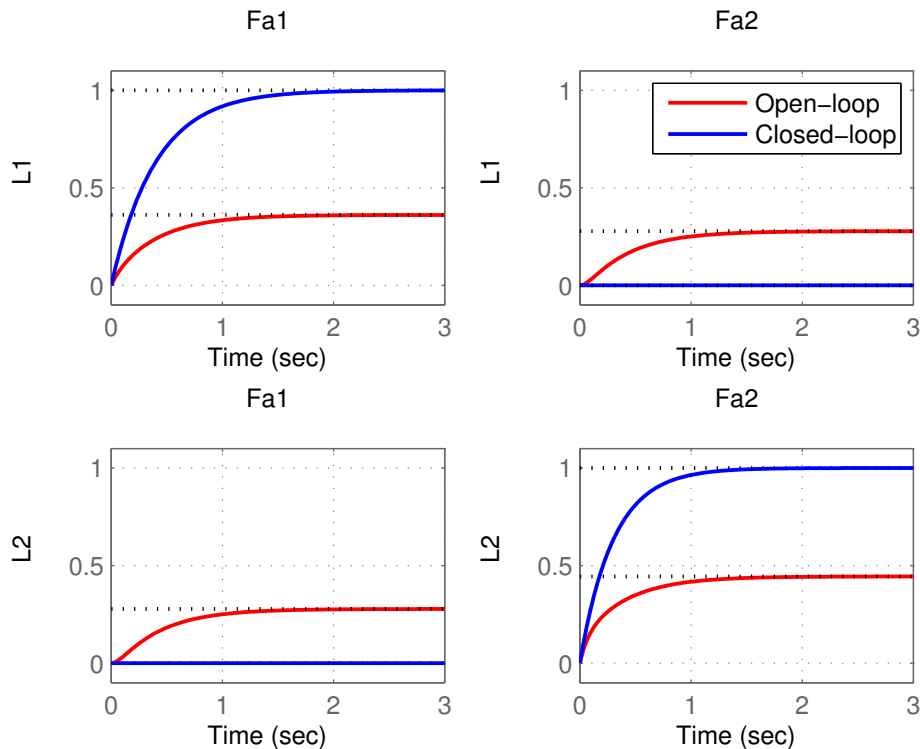 Fa1
Fa2
L1
1
0.5
0
0 1 2 3
Time (sec)
L1
1
0.5
0
Open-loop
Closed-loop
0 1 2 3
Time (sec)
Fa1
Fa2
L2
1
0.5
0
0 1 2 3
Time (sec)
L2
1
0.5
0
0 1 2 3
Time (sec)